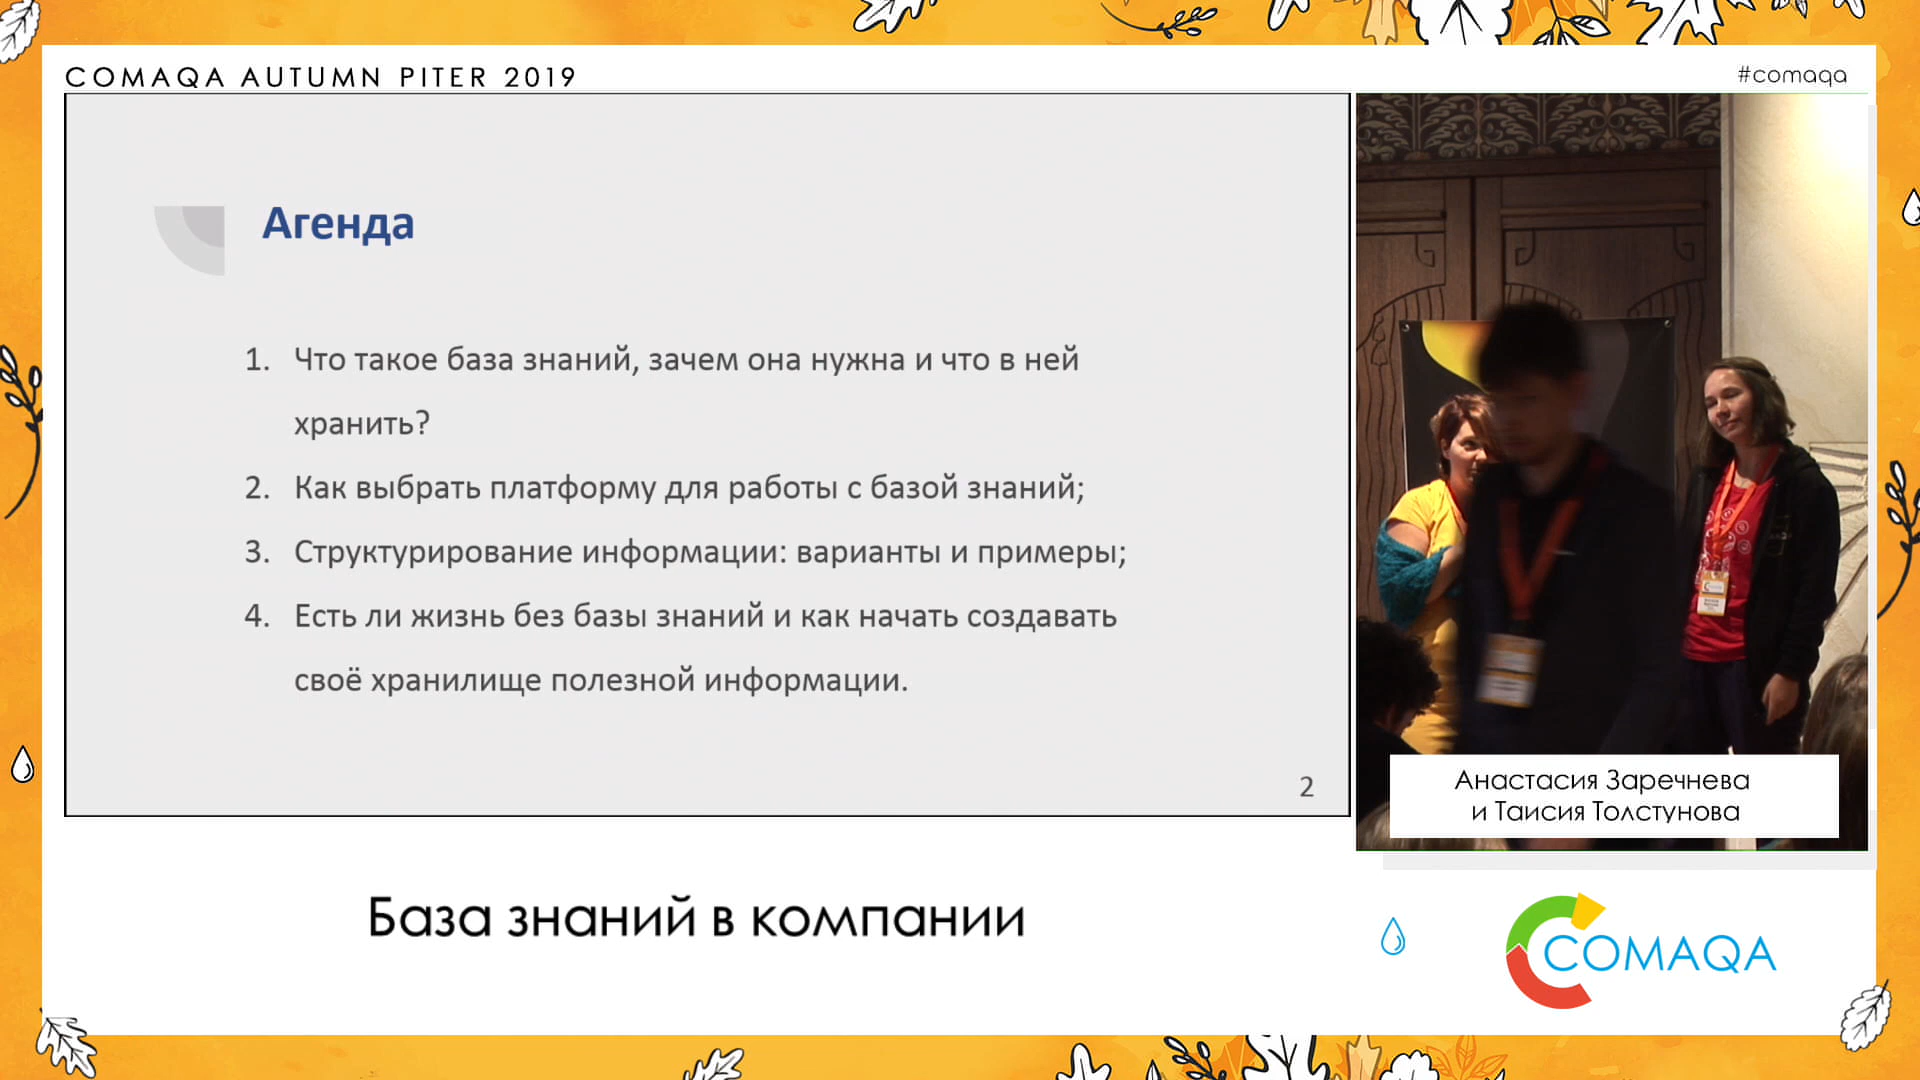 COMAQA AUTUMN PITER 2019
#comaqa
Агенда
1. Что такое база знаний, зачем она нужна и что в ней
хранить?
2. Как выбрать платформу для работы с базой знаний;
3. Структурирование информации: варианты и примеры;
4. Есть ли жизнь без базы знаний и как начать создавать
своё хранилище полезной информации.
2
Анастасия Заречнева
и Таисия Толстунова
База знаний в компании
COMAQA